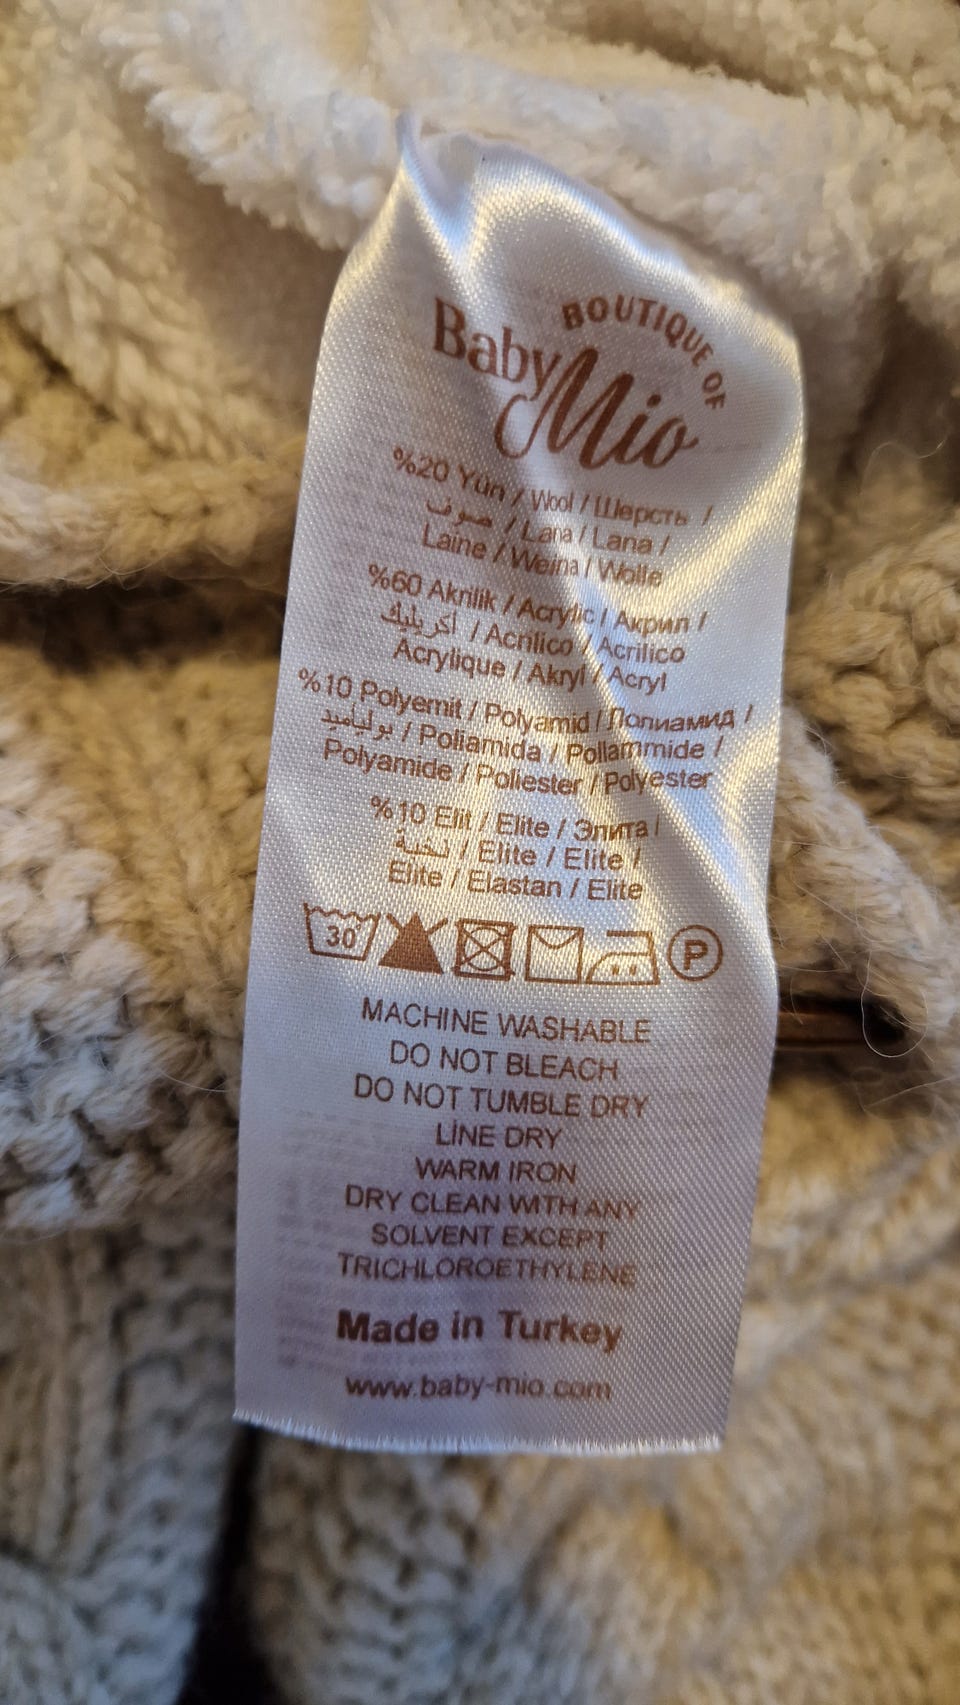 BOUTIQUE OF
Baby Mio
%20 Yün / Wool / Шерсть /
صوف / Lana / Lana /
Laine / Weina / Wolle
%60 Akrilik / Acrylic / Акрил /
أكريليك / Acrilico / Acrilico
Acrylique / Akryl / Acryl
%10 Polyemit / Polyamid / Полиамид /
بولياميد / Poliamida / Poliammide /
Polyamide / Poliester / Polyester
%10 Elit / Elite / Элита /
نخبة / Elite / Elite /
Elite / Elastan / Elite
30° P
MACHINE WASHABLE
DO NOT BLEACH
DO NOT TUMBLE DRY
LİNE DRY
WARM IRON
DRY CLEAN WITH ANY
SOLVENT EXCEPT
TRICHLOROETHYLENE
Made in Turkey
www.baby-mio.com